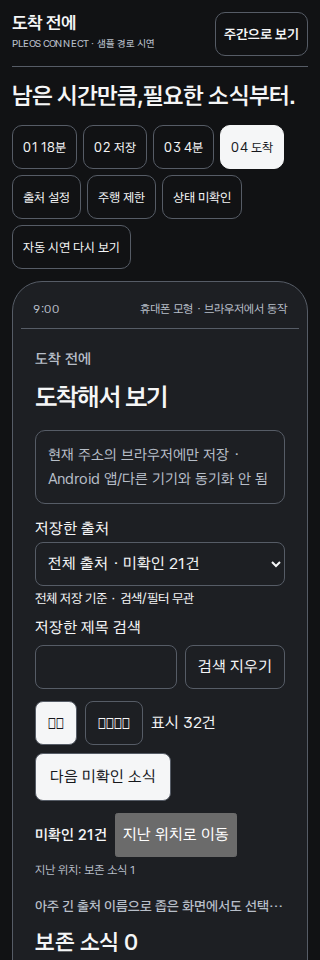 도착 전에
PLEOS CONNECT · 샘플 경로 시연
주간으로 보기
남은 시간만큼,필요한 소식부터.
01 18분
02 저장
03 4분
04 도착
출처 설정
주행 제한
상태 미확인
자동 시연 다시 보기
9:00
휴대폰 모형 · 브라우저에서 동작
도착 전에
도착해서 보기
현재 주소의 브라우저에만 저장 ·
Android 앱/다른 기기와 동기화 안 됨
저장한 출처
전체 출처 · 미확인 21건
전체 저장 기준 · 검색/필터 무관
저장한 제목 검색
검색 지우기
표시 32건
다음 미확인 소식
미확인 21건
지난 위치로 이동
지난 위치: 보존 소식 1
아주 긴 출처 이름으로 좁은 화면에서도 선택…
보존 소식 0